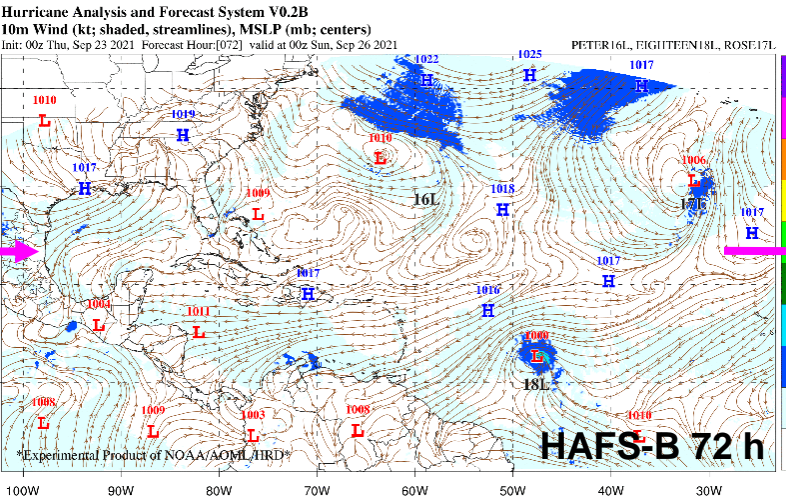 Hurricane Analysis and Forecast System V0.2B
10m Wind (kt; shaded, streamlines), MSLP (mb; centers)
Init: 00z Thu, Sep 23 2021 Forecast Hour:[072] valid at 00z Sun, Sep 26 2021 PETER16L, EIGHTEEN18L, ROSE17L
1022
H
1025
H
1017
H
1010
L
1019
H
1010
L
1006
L
1017
H
16L
1018
H
17L
1009
L
1017
H
1017
H
1017
H
1016
H
1004
L
1011
L
1000
L
18L
1008
L
1009
L
1003
L
1008
L
1010
L
HAFS-B 72 h
*Experimental Product of NOAA/AOML/HRD*
100W 90W 80W 70W 60W 50W 40W 30W